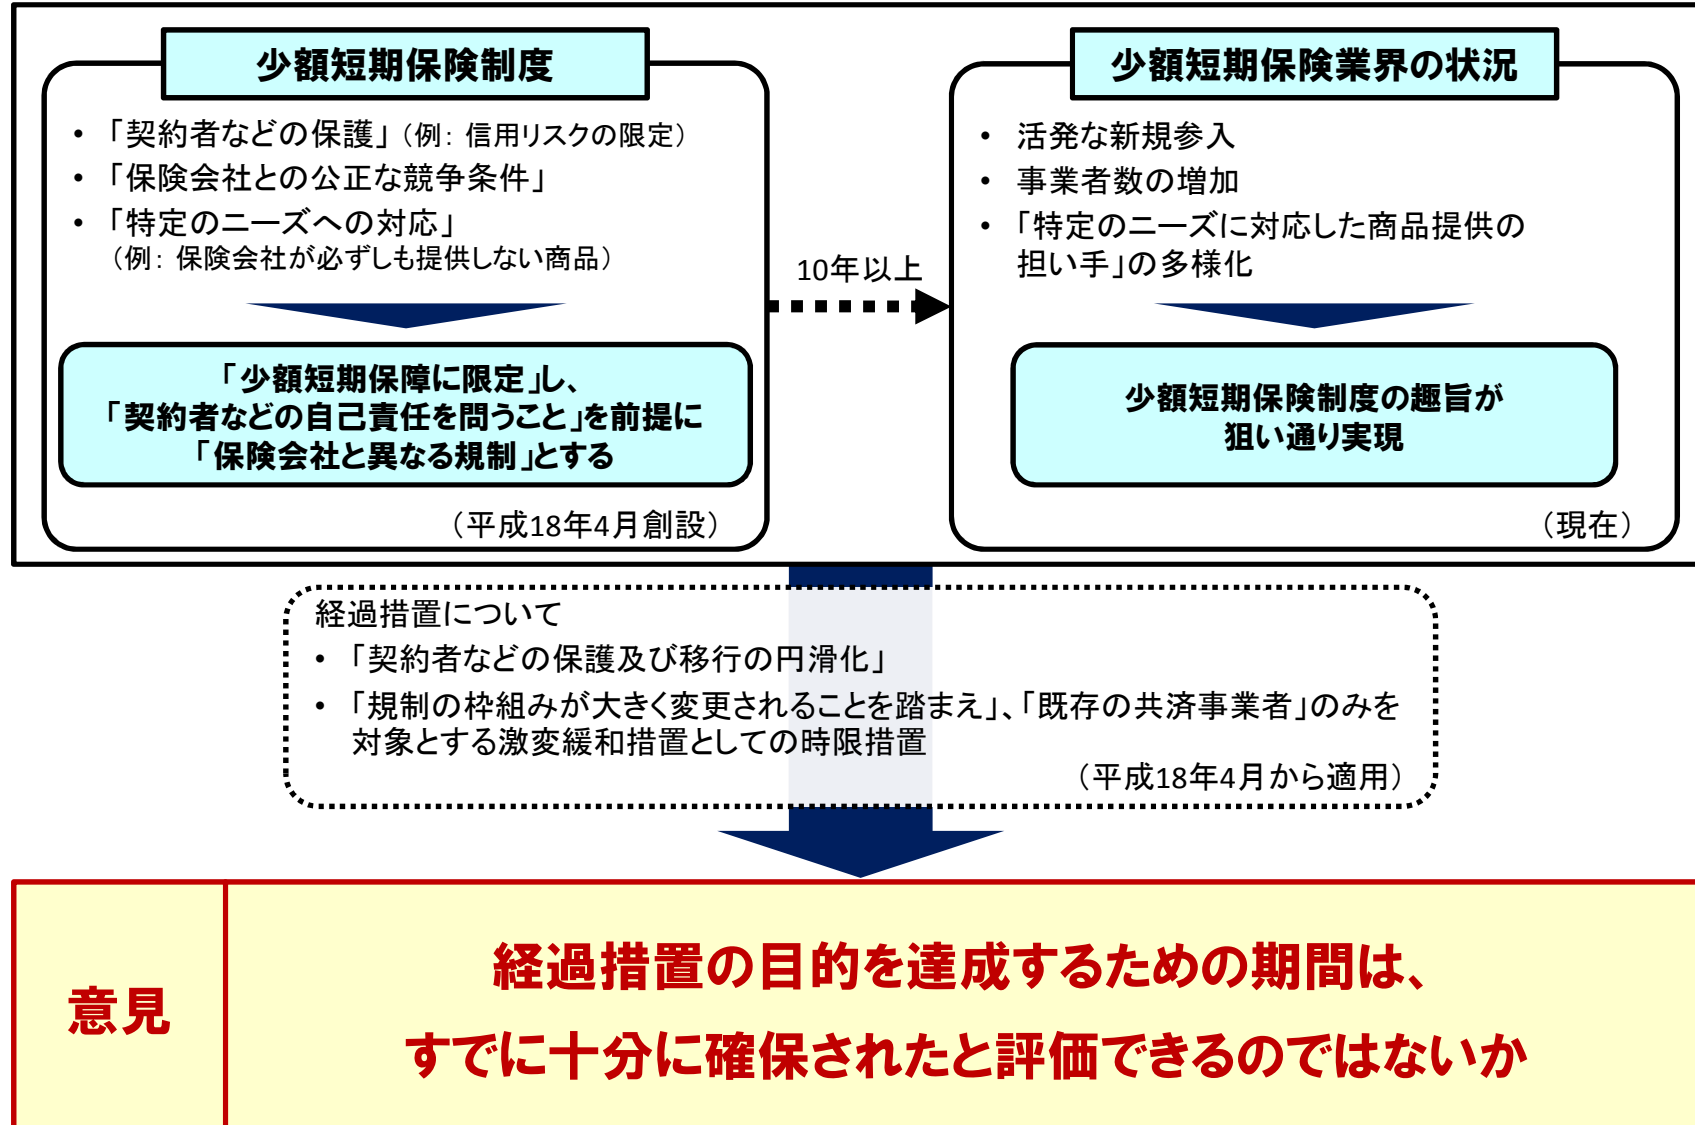 少額短期保険制度
・「契約者などの保護」（例：信用リスクの限定）
・「保険会社との公正な競争条件」
・「特定のニーズへの対応」
（例：保険会社が必ずしも提供しない商品）
「少額短期保障に限定」し、
「契約者などの自己責任を問うこと」を前提に
「保険会社と異なる規制」とする
（平成18年4月創設）
10年以上
少額短期保険業界の状況
・活発な新規参入
・事業者数の増加
・「特定のニーズに対応した商品提供の
担い手」の多様化
少額短期保険制度の趣旨が
狙い通り実現
（現在）
経過措置について
・「契約者などの保護及び移行の円滑化」
・「規制の枠組みが大きく変更されることを踏まえ」、「既存の共済事業者」のみを
対象とする激変緩和措置としての時限措置
（平成18年4月から適用）
意見
経過措置の目的を達成するための期間は、
すでに十分に確保されたと評価できるのではないか